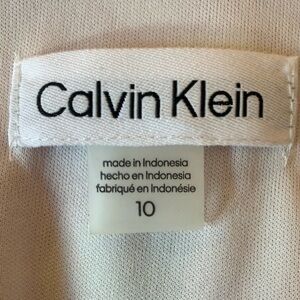 Calvin Klein
made in Indonesia
hecho en Indonesia
fabriqué en Indonésie
10